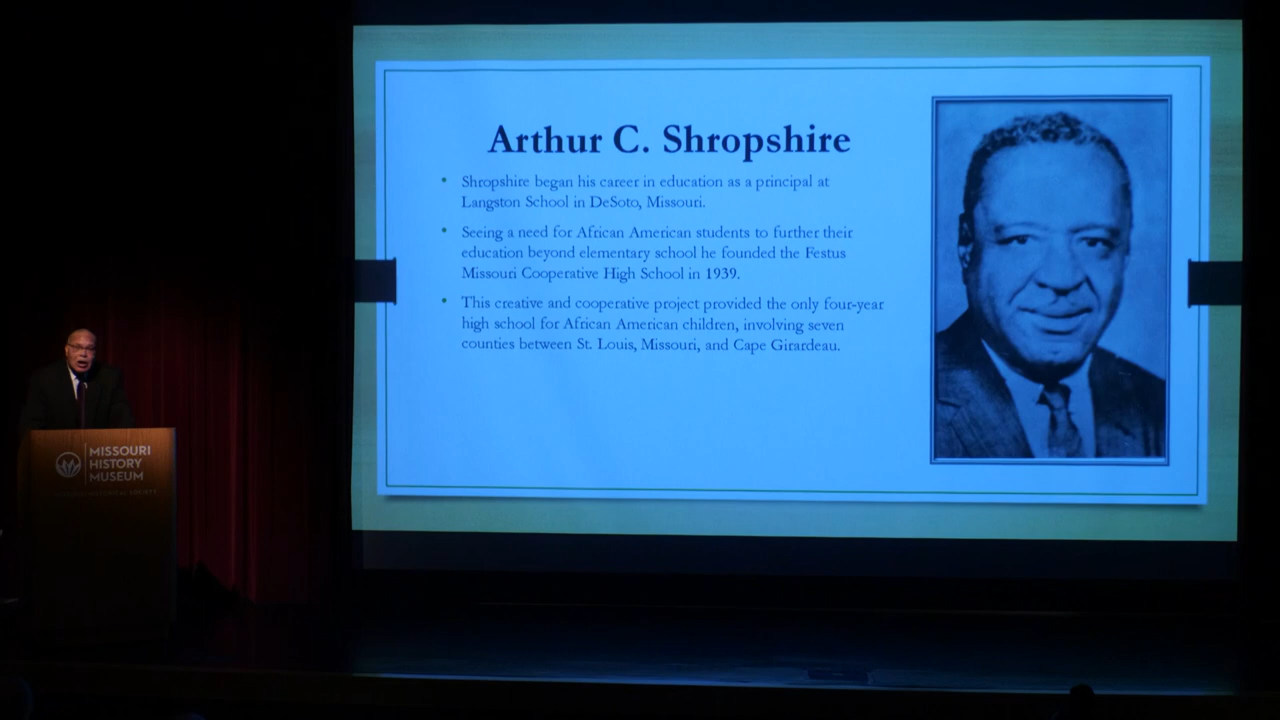 Arthur C. Shropshire
• Shropshire began his career in education as a principal at
Langston School in DeSoto, Missouri.
• Seeing a need for African American students to further their
education beyond elementary school he founded the Festus
Missouri Cooperative High School in 1939.
• This creative and cooperative project provided the only four-year
high school for African American children, involving seven
counties between St. Louis, Missouri, and Cape Girardeau.
MISSOURI
HISTORY
MUSEUM
HISTORICAL SOCIETY